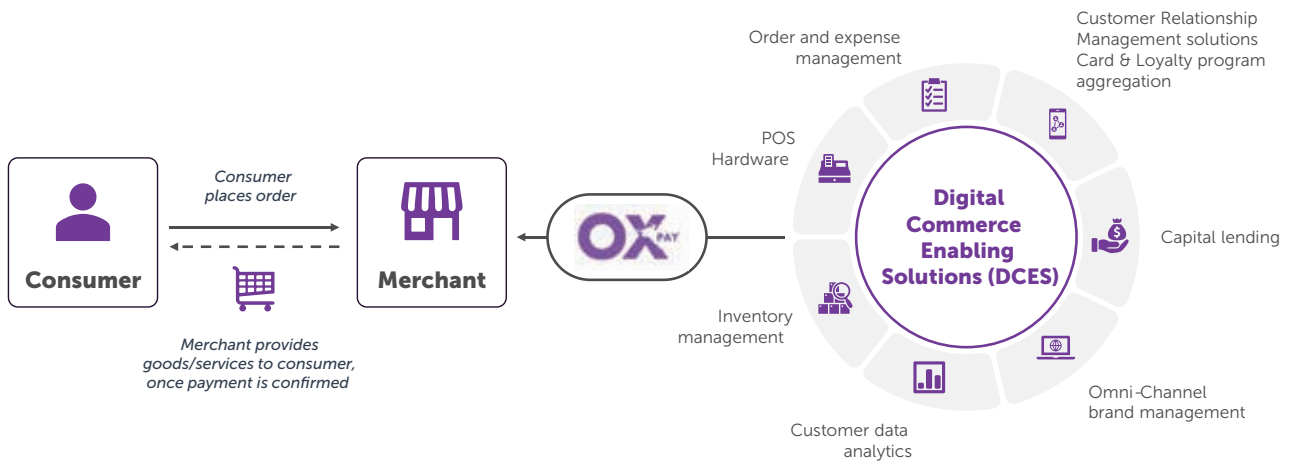 Consumer
Consumer
places order
Merchant provides
goods/services to consumer,
once payment is confirmed
Merchant
OX
PAY
Digital
Commerce
Enabling
Solutions (DCES)
Order and expense
management
Customer Relationship
Management solutions
Card & Loyalty program
aggregation
POS
Hardware
$
Capital lending
Inventory
management
Omni-Channel
brand management
Customer data
analytics